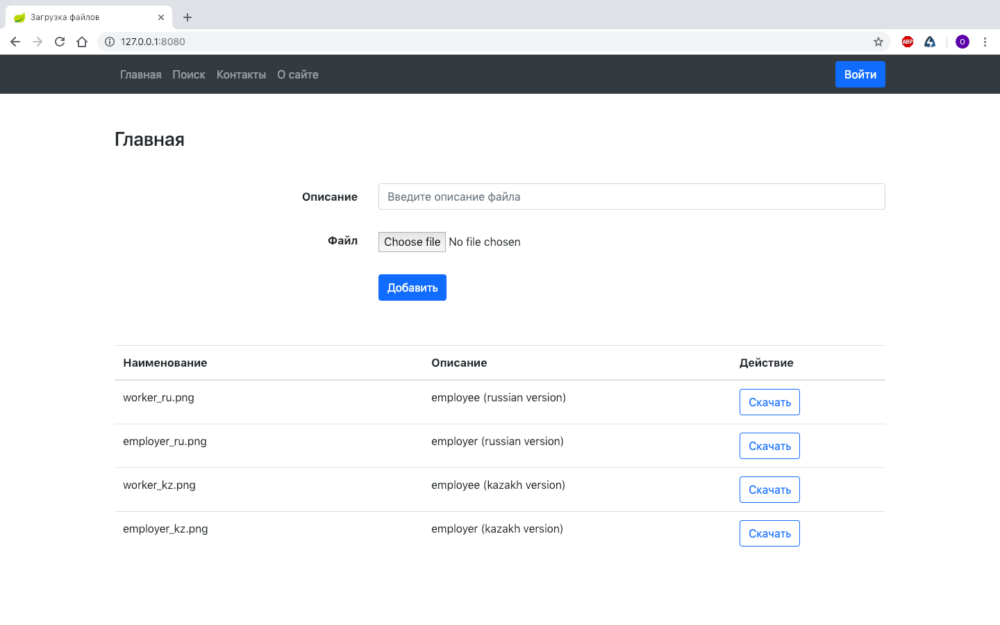 Загрузка файлов
127.0.0.1:8080
ABP
O
Главная Поиск Контакты О сайте Войти
Главная
Описание Введите описание файла
Файл Choose file No file chosen
Добавить
Наименование Описание Действие
worker_ru.png employee (russian version) Скачать
employer_ru.png employer (russian version) Скачать
worker_kz.png employee (kazakh version) Скачать
employer_kz.png employer (kazakh version) Скачать